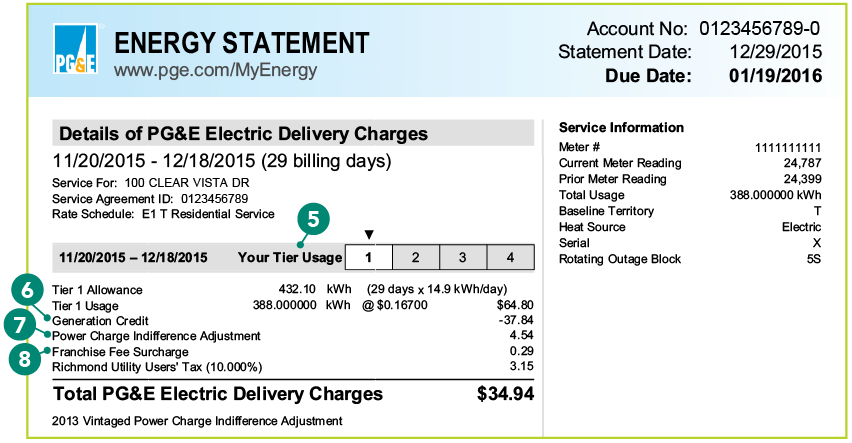 PG&E
ENERGY STATEMENT
www.pge.com/MyEnergy
Account No: 0123456789-0
Statement Date: 12/29/2015
Due Date: 01/19/2016
Details of PG&E Electric Delivery Charges
11/20/2015 - 12/18/2015 (29 billing days)
Service For: 100 CLEAR VISTA DR
Service Agreement ID: 0123456789
Rate Schedule: E1 T Residential Service
5
11/20/2015 – 12/18/2015 Your Tier Usage 1 2 3 4
Tier 1 Allowance 432.10 kWh (29 days x 14.9 kWh/day)
Tier 1 Usage 388.000000 kWh @ $0.16700 $64.80
6 Generation Credit -37.84
7 Power Charge Indifference Adjustment 4.54
8 Franchise Fee Surcharge 0.29
Richmond Utility Users' Tax (10.000%) 3.15
Total PG&E Electric Delivery Charges $34.94
2013 Vintaged Power Charge Indifference Adjustment
Service Information
Meter # 1111111111
Current Meter Reading 24,787
Prior Meter Reading 24,399
Total Usage 388.000000 kWh
Baseline Territory T
Heat Source Electric
Serial X
Rotating Outage Block 5S